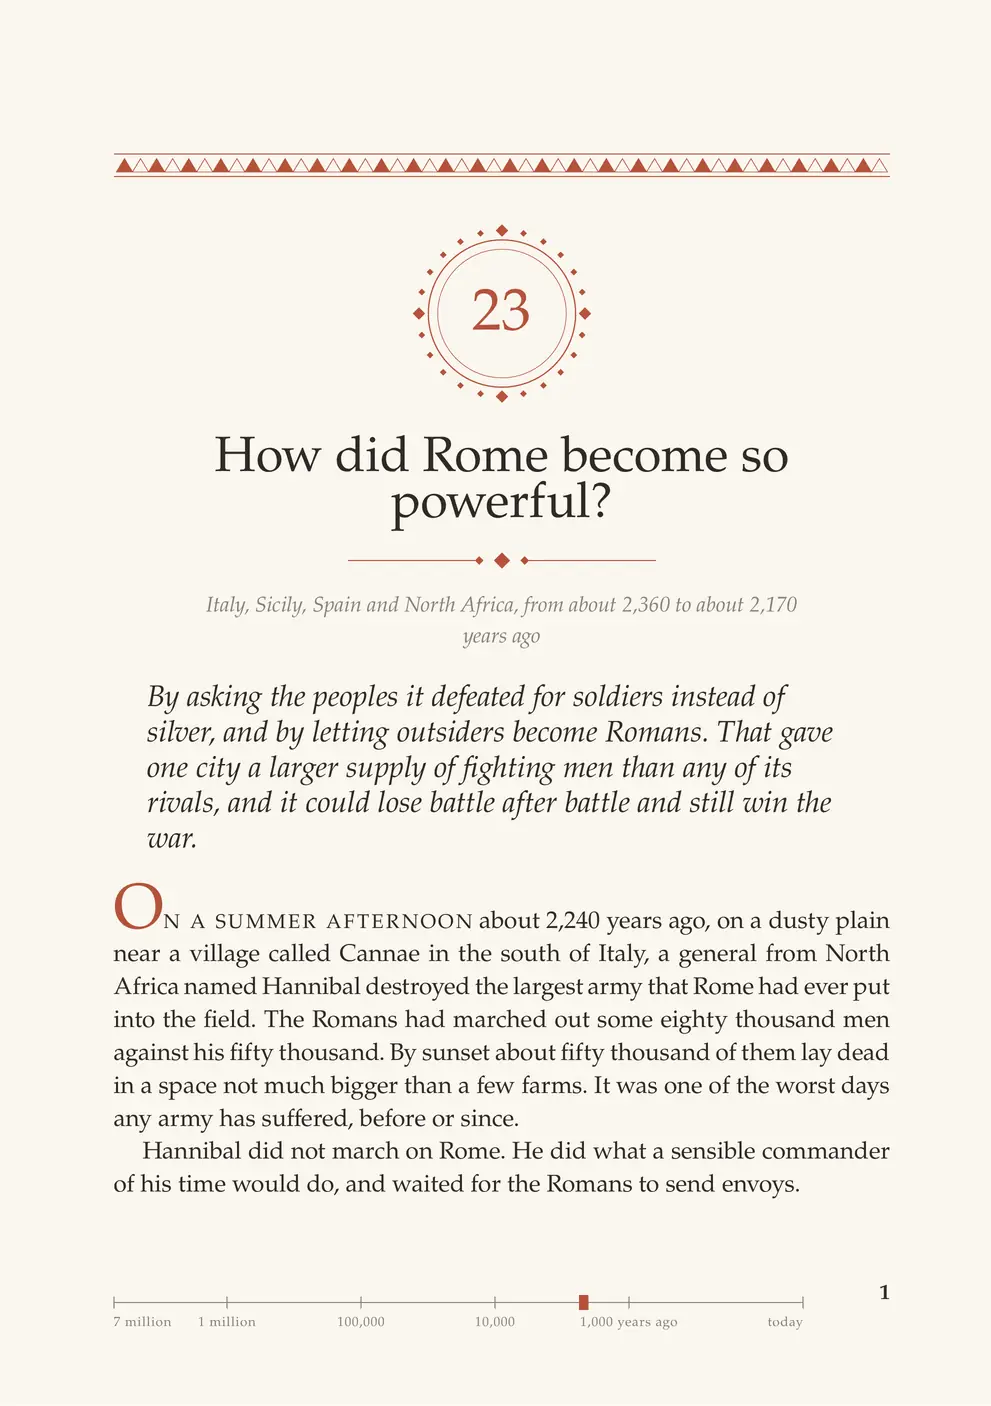 23
How did Rome become so
powerful?
Italy, Sicily, Spain and North Africa, from about 2,360 to about 2,170
years ago
By asking the peoples it defeated for soldiers instead of
silver, and by letting outsiders become Romans. That gave
one city a larger supply of fighting men than any of its
rivals, and it could lose battle after battle and still win the
war.
ON A SUMMER AFTERNOON about 2,240 years ago, on a dusty plain
near a village called Cannae in the south of Italy, a general from North
Africa named Hannibal destroyed the largest army that Rome had ever put
into the field. The Romans had marched out some eighty thousand men
against his fifty thousand. By sunset about fifty thousand of them lay dead
in a space not much bigger than a few farms. It was one of the worst days
any army has suffered, before or since.
Hannibal did not march on Rome. He did what a sensible commander
of his time would do, and waited for the Romans to send envoys.
1
7 million 1 million 100,000 10,000 1,000 years ago today